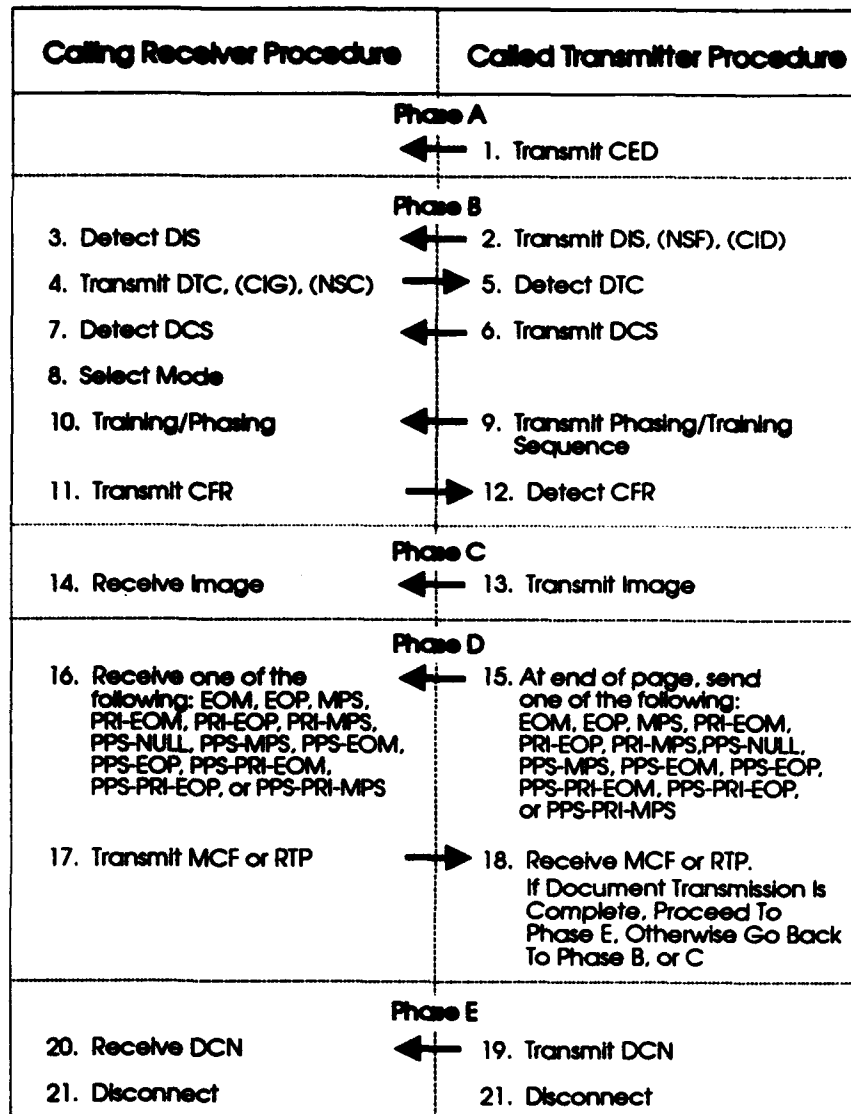 Calling Receiver Procedure
Called Transmitter Procedure
Phase A
1. Transmit CED
Phase B
3. Detect DIS
2. Transmit DIS, (NSF), (CID)
4. Transmit DTC, (CIG), (NSC)
5. Detect DTC
7. Detect DCS
6. Transmit DCS
8. Select Mode
10. Training/Phasing
9. Transmit Phasing/Training
Sequence
11. Transmit CFR
12. Detect CFR
Phase C
14. Receive Image
13. Transmit Image
Phase D
16. Receive one of the
following: EOM, EOP, MPS,
PRI-EOM, PRI-EOP, PRI-MPS,
PPS-NULL, PPS-MPS, PPS-EOM,
PPS-EOP, PPS-PRI-EOM,
PPS-PRI-EOP, or PPS-PRI-MPS
15. At end of page, send
one of the following:
EOM, EOP, MPS, PRI-EOM,
PRI-EOP, PRI-MPS,PPS-NULL,
PPS-MPS, PPS-EOM, PPS-EOP,
PPS-PRI-EOM, PPS-PRI-EOP,
or PPS-PRI-MPS
17. Transmit MCF or RTP
18. Receive MCF or RTP.
If Document Transmission Is
Complete, Proceed To
Phase E, Otherwise Go Back
To Phase B, or C
Phase E
20. Receive DCN
19. Transmit DCN
21. Disconnect
21. Disconnect